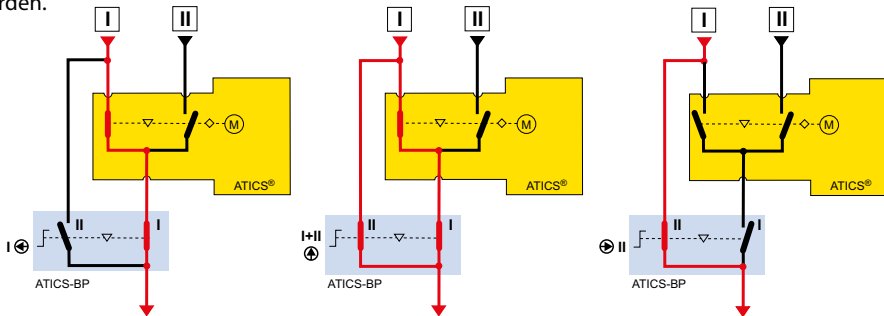 rden.
I II
M
ATICS®
II I
I
ATICS-BP
I II
M
ATICS®
II I
I+II
ATICS-BP
I II
M
ATICS®
II I
II
ATICS-BP